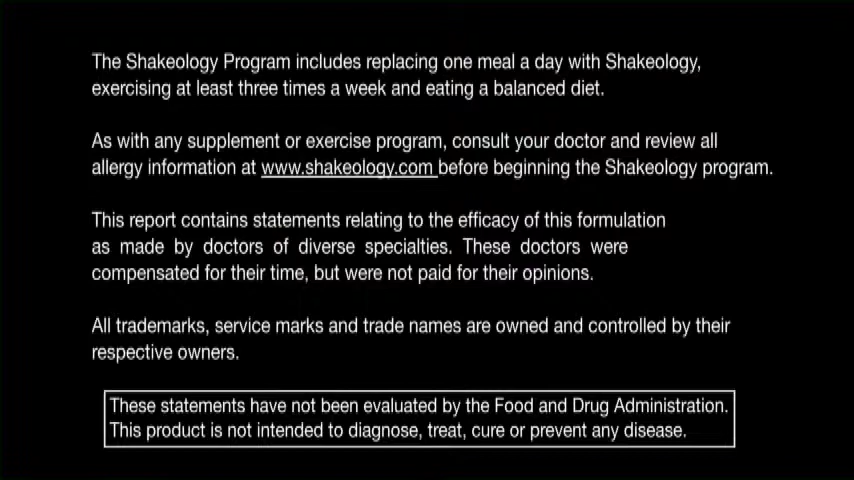 The Shakeology Program includes replacing one meal a day with Shakeology,
exercising at least three times a week and eating a balanced diet.
As with any supplement or exercise program, consult your doctor and review all
allergy information at www.shakeology.com before beginning the Shakeology program.
This report contains statements relating to the efficacy of this formulation
as made by doctors of diverse specialties. These doctors were
compensated for their time, but were not paid for their opinions.
All trademarks, service marks and trade names are owned and controlled by their
respective owners.
These statements have not been evaluated by the Food and Drug Administration.
This product is not intended to diagnose, treat, cure or prevent any disease.